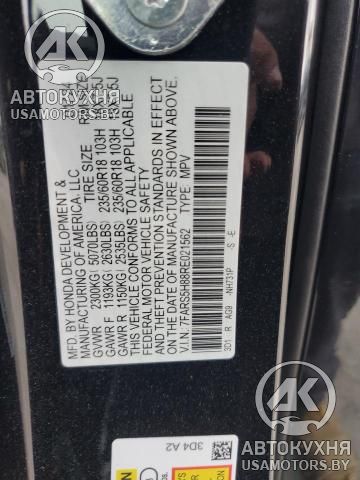 MFD. BY HONDA DEVELOPMENT &
MANUFACTURING OF AMERICA, LLC
TIRE SIZE
GVWR 2300KG( 5070LBS)
GAWR F 1193KG( 2630LBS) 235/60R18 103H
GAWR R 1150KG( 2535LBS) 235/60R18 103H
THIS VEHICLE CONFORMS TO ALL APPLICABLE
FEDERAL MOTOR VEHICLE SAFETY
AND THEFT PREVENTION STANDARDS IN EFFECT
ON THE DATE OF MANUFACTURE SHOWN ABOVE.
V.I.N.: 7FARS5H88RE021562 TYPE: MPV
3D1 R AG9 -NH731P -S -E
3D4 A2
АВТОКУХНЯ
USAMOTORS.BY
АВТОКУХНЯ
USAMOTORS.BY